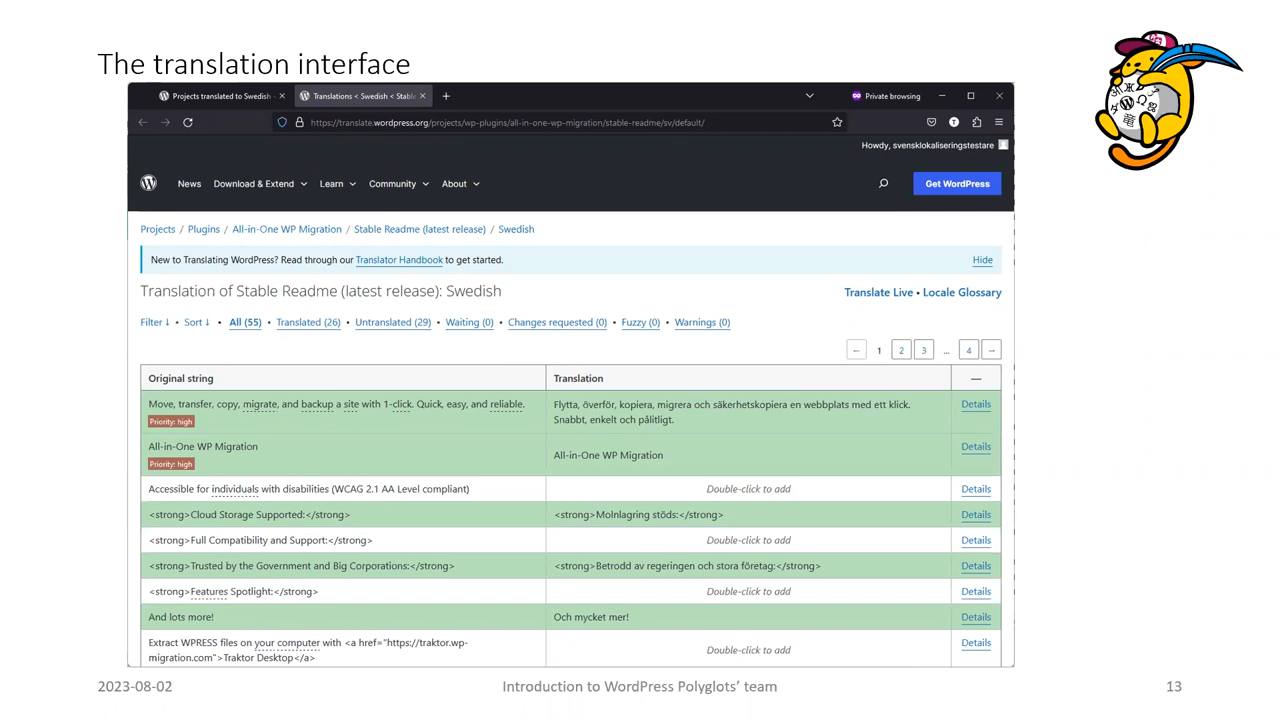 The translation interface
Projects translated to Swedish
Translations < Swedish < Stable
Private browsing
https://translate.wordpress.org/projects/wp-plugins/all-in-one-wp-migration/stable-readme/sv/default/
Howdy, svensklokaliseringstestare
News Download & Extend Learn Community About
Get WordPress
Projects / Plugins / All-in-One WP Migration / Stable Readme (latest release) / Swedish
New to Translating WordPress? Read through our Translator Handbook to get started.
Hide
Translation of Stable Readme (latest release): Swedish
Translate Live • Locale Glossary
Filter ↓ • Sort ↓ • All (55) Translated (26) • Untranslated (29) • Waiting (0) • Changes requested (0) • Fuzzy (0) • Warnings (0)
← 1 2 3 … 4 →
Original string Translation —
Move, transfer, copy, migrate, and backup a site with 1-click. Quick, easy, and reliable.
Priority: high
Flytta, överför, kopiera, migrera och säkerhetskopiera en webbplats med ett klick.
Snabbt, enkelt och pålitligt.
Details
All-in-One WP Migration
Priority: high
All-in-One WP Migration
Details
Accessible for individuals with disabilities (WCAG 2.1 AA Level compliant) Double-click to add Details
<strong>Cloud Storage Supported:</strong> <strong>Molnlagring stöds:</strong> Details
<strong>Full Compatibility and Support:</strong> Double-click to add Details
<strong>Trusted by the Government and Big Corporations:</strong> <strong>Betrodd av regeringen och stora företag:</strong> Details
<strong>Features Spotlight:</strong> Double-click to add Details
And lots more! Och mycket mer! Details
Extract WPRESS files on your computer with <a href="https://traktor.wp-
migration.com">Traktor Desktop</a>
Double-click to add
Details
2023-08-02
Introduction to WordPress Polyglots' team
13